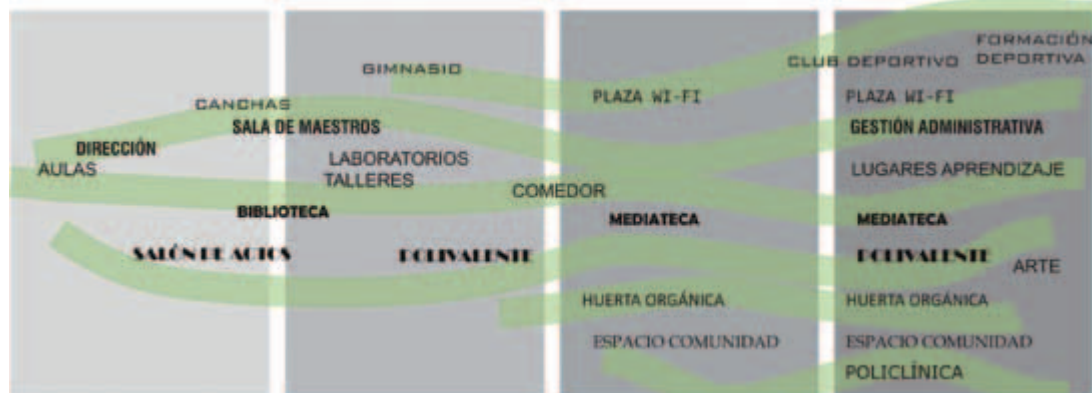 FORMACIÓN
DEPORTIVA
CLUB DEPORTIVO
GIMNASIO
CANCHAS
PLAZA WI-FI
PLAZA WI-FI
SALA DE MAESTROS
GESTIÓN ADMINISTRATIVA
DIRECCIÓN
AULAS
LABORATORIOS
TALLERES
LUGARES APRENDIZAJE
COMEDOR
BIBLIOTECA
MEDIATECA
MEDIATECA
SALÓN DE ACTOS
POLIVALENTE
POLIVALENTE
ARTE
HUERTA ORGÁNICA
HUERTA ORGÁNICA
ESPACIO COMUNIDAD
ESPACIO COMUNIDAD
POLICLÍNICA